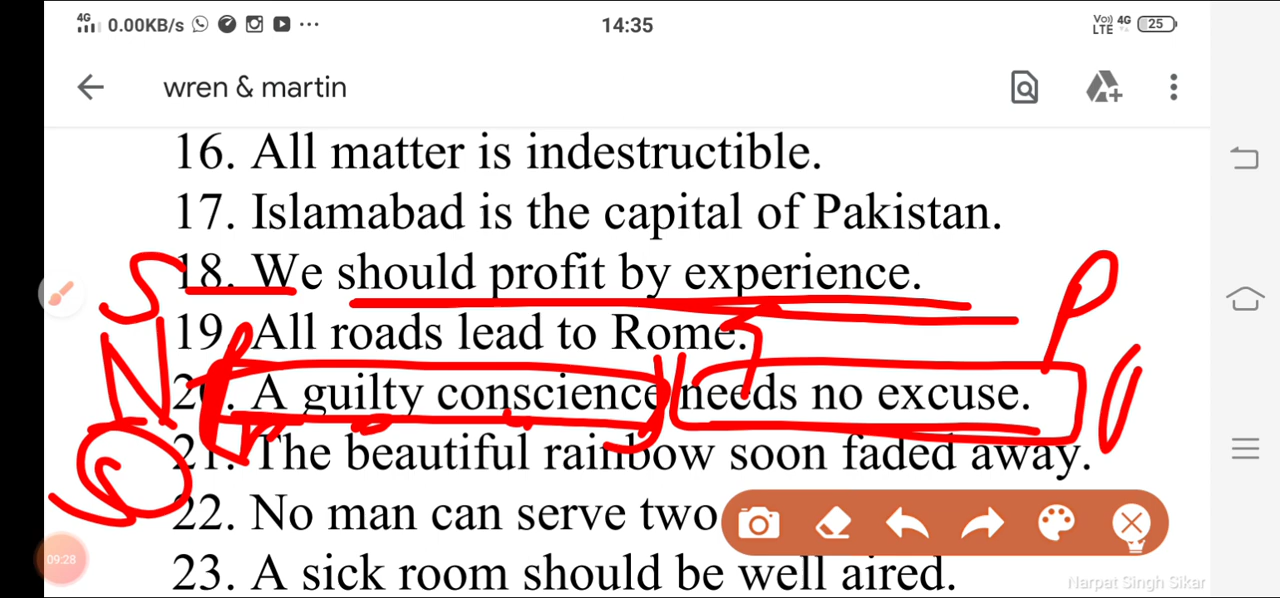 4G 0.00KB/s ... 14:35 Vo) LTE 4G 25
wren & martin
16. All matter is indestructible.
17. Islamabad is the capital of Pakistan.
S 18. We should profit by experience.
19. All roads lead to Rome.
N 20. A guilty conscience needs no excuse. P
21. The beautiful rainbow soon faded away.
22. No man can serve two
23. A sick room should be well aired.
09:28
Narpat Singh Sikar